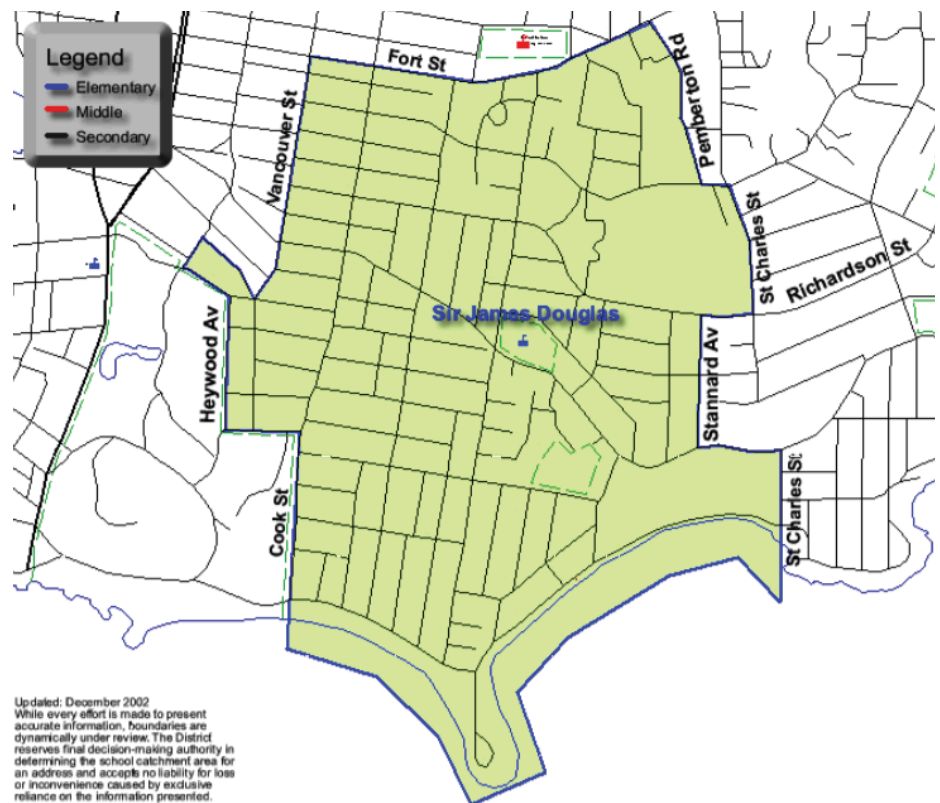 Legend
Elementary
Middle
Secondary
Fort St
Pemberton Rd
Vancouver St
St Charles St
Richardson St
Sir James Douglas
Heywood Av
Stannard Av
Cook St
St Charles St
Updated: December 2002
While every effort is made to present
accurate information, boundaries are
dynamically under review. The District
reserves final decision-making authority in
determining the school catchment area for
an address and accepts no liability for loss
or inconvenience caused by exclusive
reliance on the information presented.